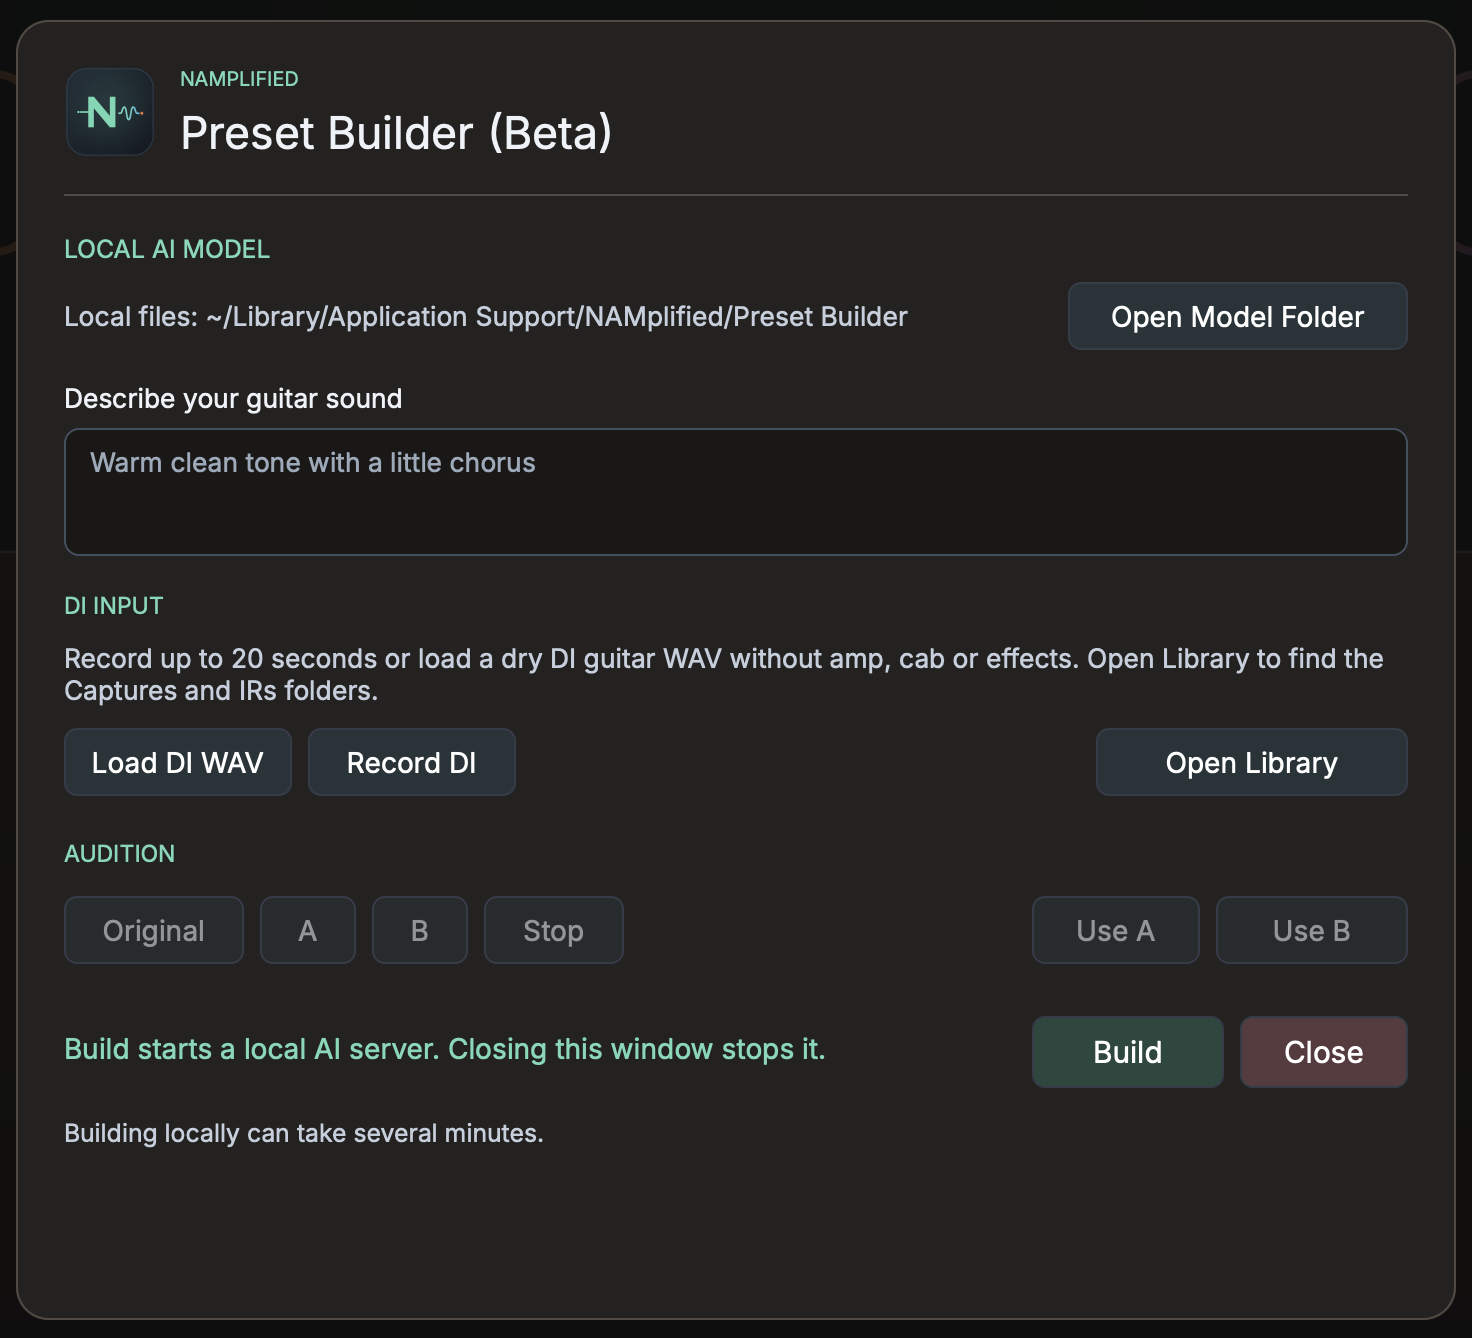 N
NAMPLIFIED
Preset Builder (Beta)
LOCAL AI MODEL
Local files: ~/Library/Application Support/NAMplified/Preset Builder
Open Model Folder
Describe your guitar sound
Warm clean tone with a little chorus
DI INPUT
Record up to 20 seconds or load a dry DI guitar WAV without amp, cab or effects. Open Library to find the
Captures and IRs folders.
Load DI WAV
Record DI
Open Library
AUDITION
Original
A
B
Stop
Use A
Use B
Build starts a local AI server. Closing this window stops it.
Build
Close
Building locally can take several minutes.